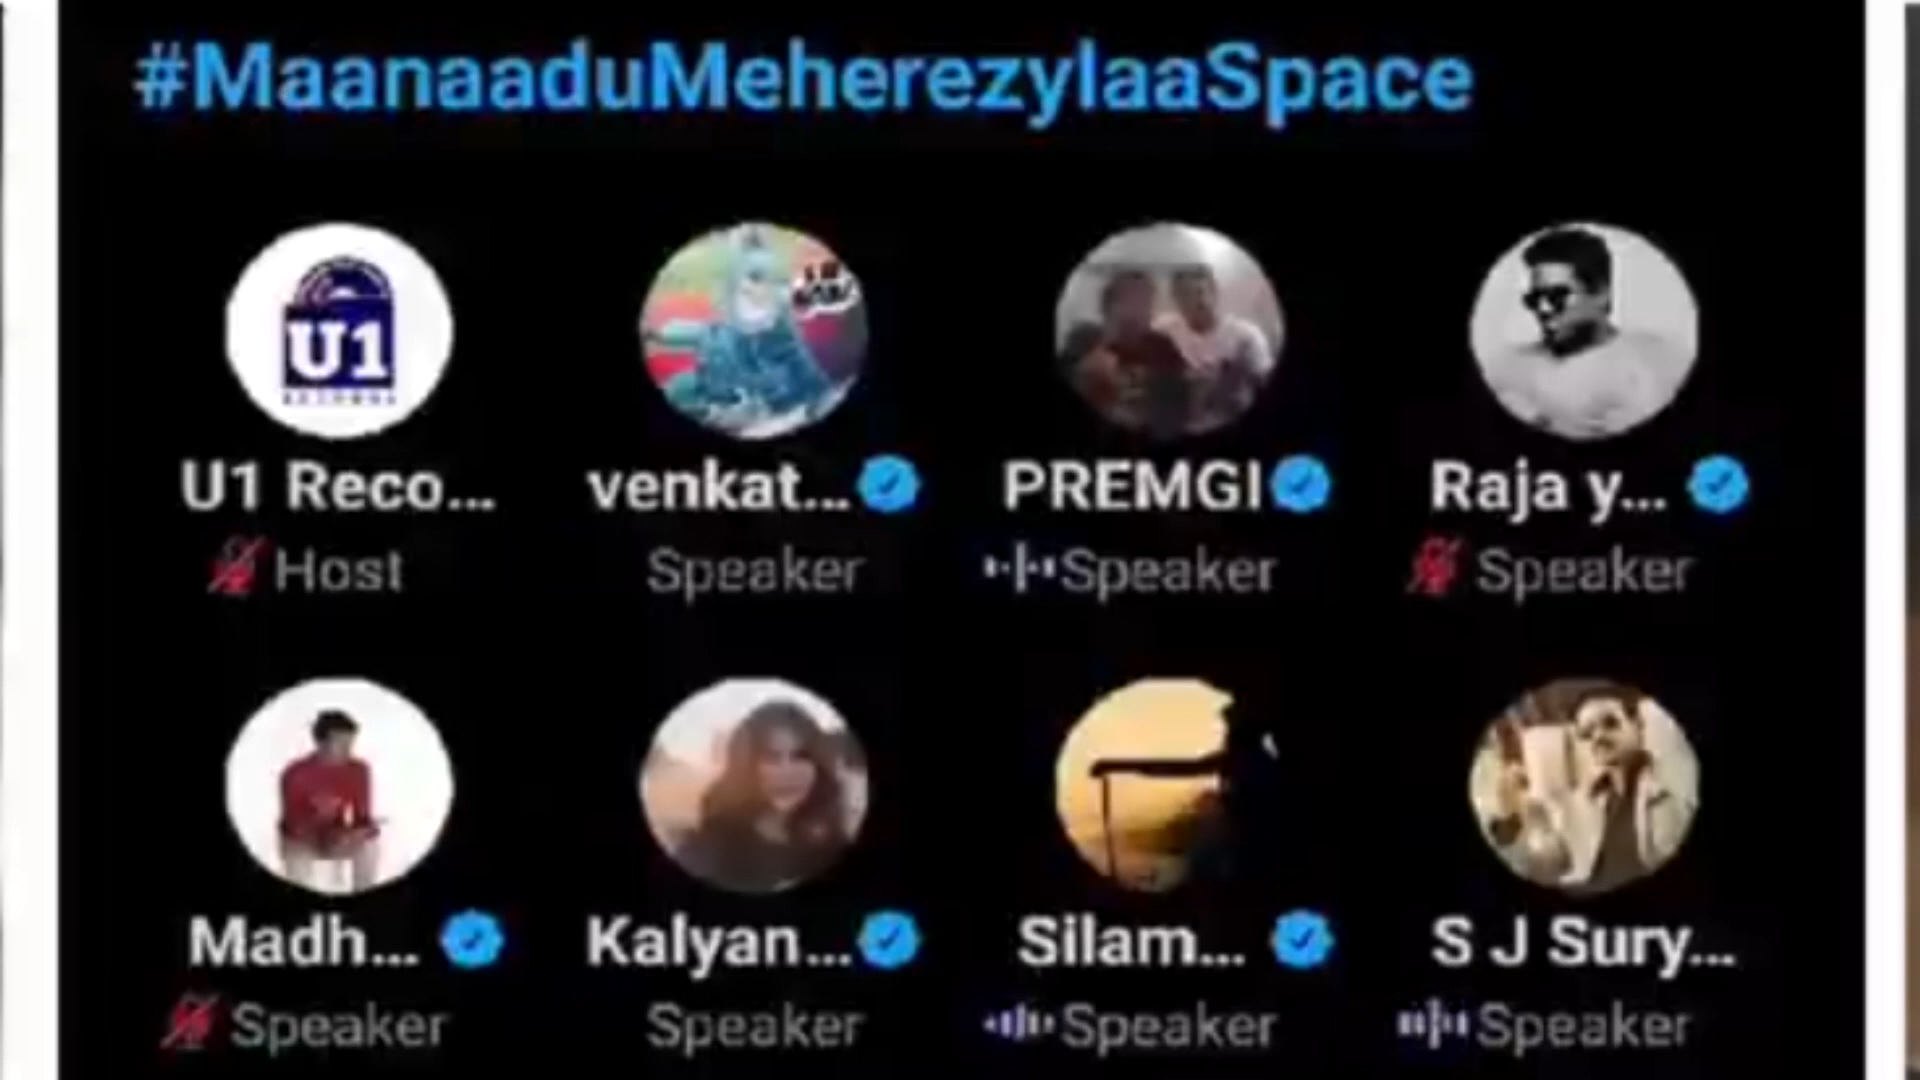 #MaanaaduMeherezylaaSpace
U1
U1 Reco... venkat... PREMGI Raja y...
Host Speaker Speaker Speaker
Madh... Kalyan... Silam... S J Sury...
Speaker Speaker Speaker Speaker